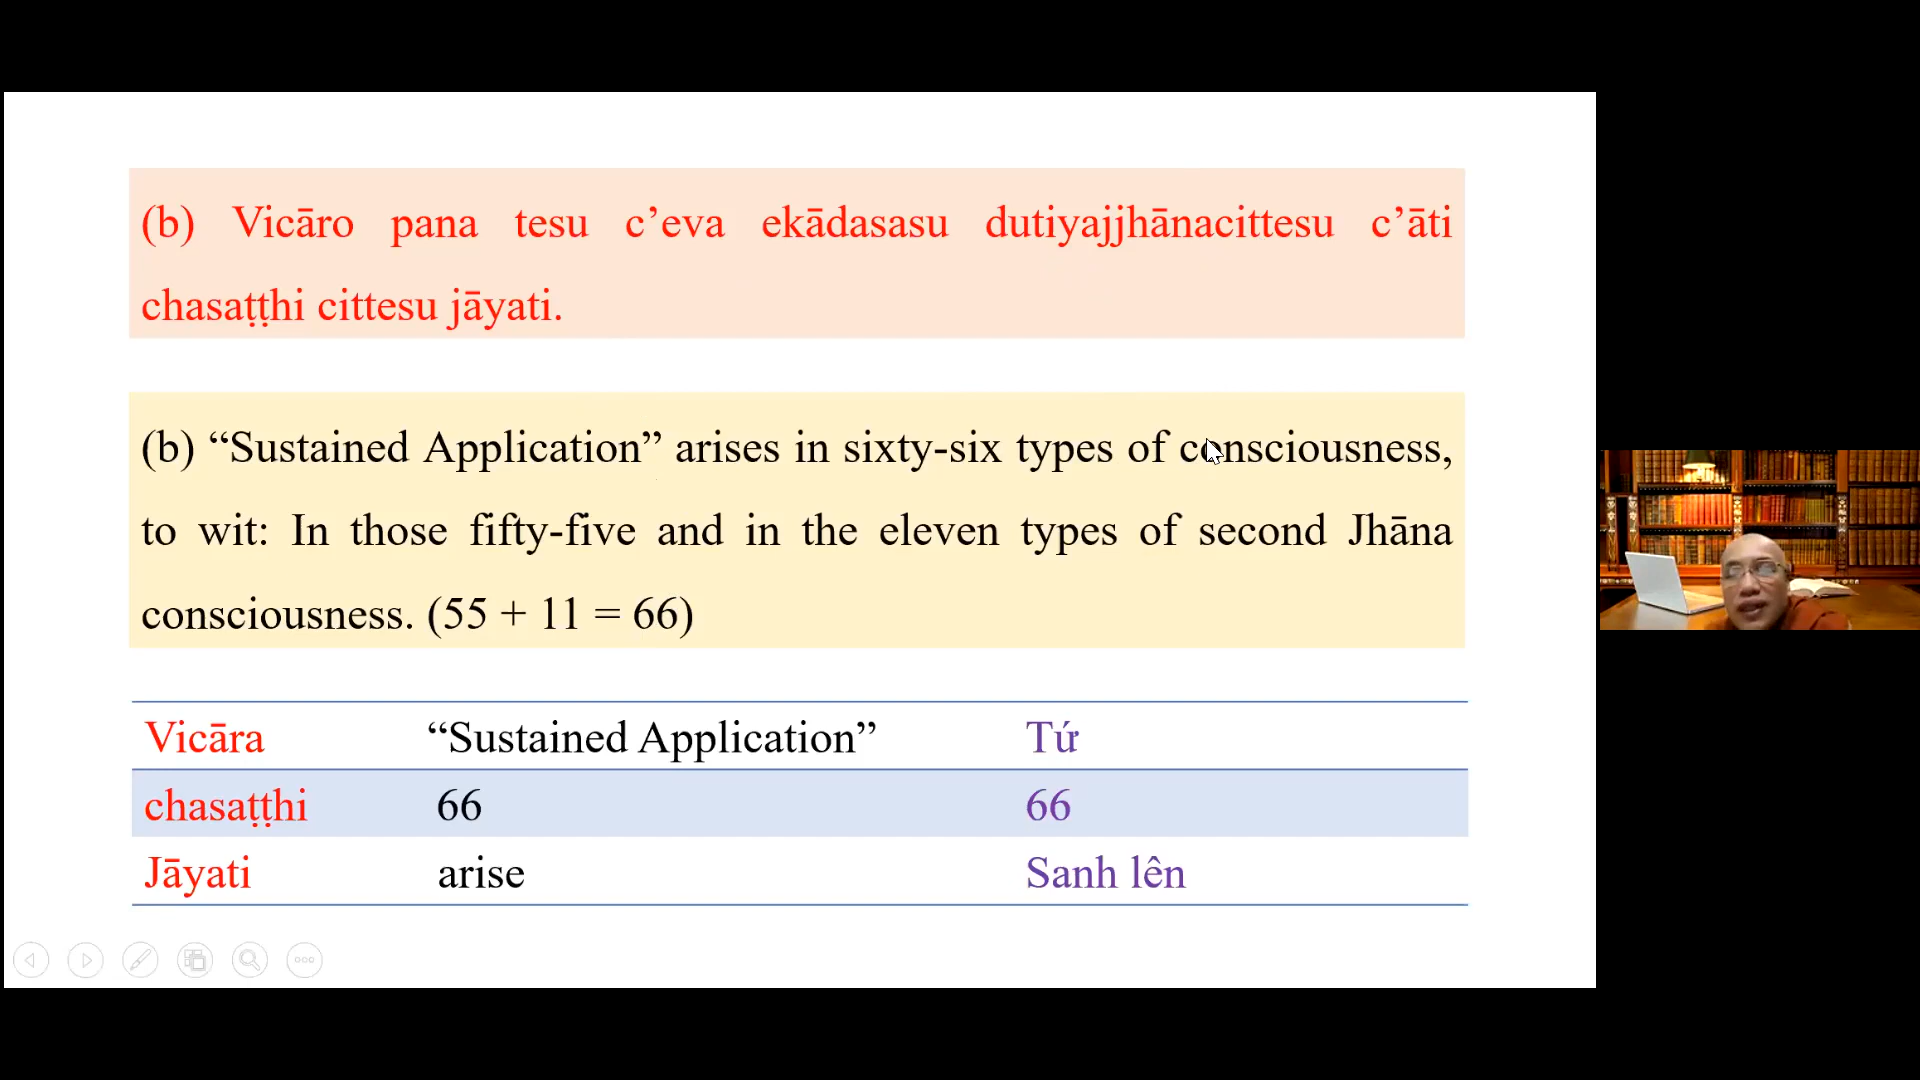 (b) Vicāro pana tesu c’eva ekādasasu dutiyajjhānacittesu c’āti
chasaṭṭhi cittesu jāyati.
(b) “Sustained Application” arises in sixty-six types of consciousness,
to wit: In those fifty-five and in the eleven types of second Jhāna
consciousness. (55 + 11 = 66)
Vicāra “Sustained Application” Tứ
chasaṭṭhi 66 66
Jāyati arise Sanh lên